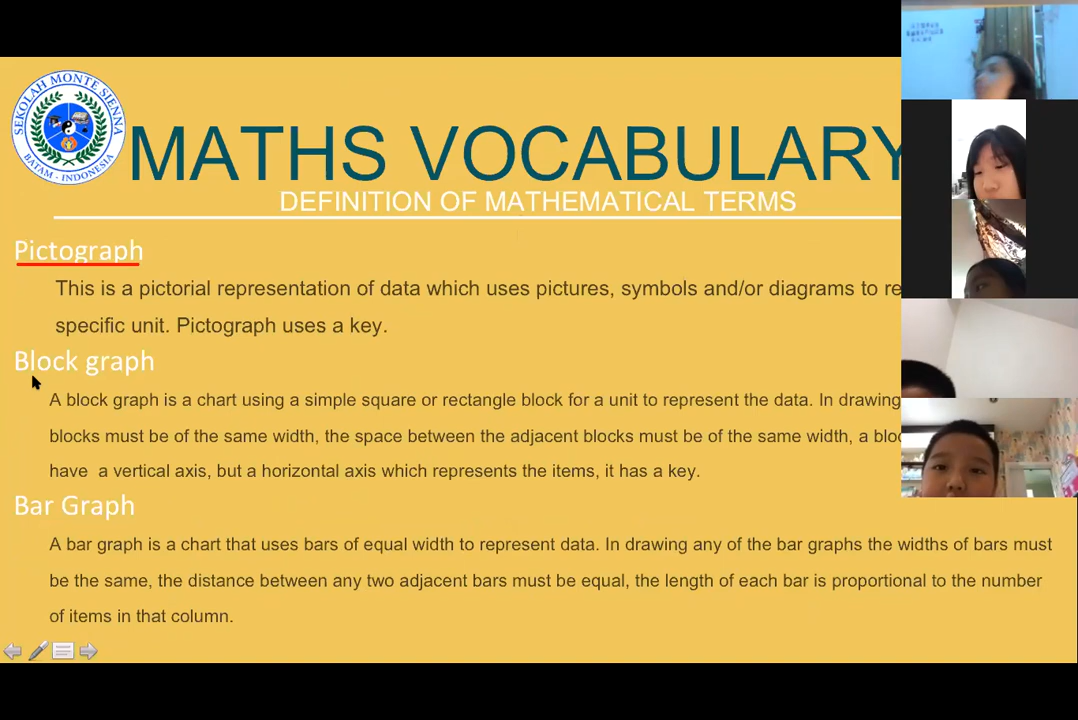 SEKOLAH MONTE SIENNA
BATAM - INDONESIA
MATHS VOCABULARY
DEFINITION OF MATHEMATICAL TERMS
Pictograph
This is a pictorial representation of data which uses pictures, symbols and/or diagrams to re
specific unit. Pictograph uses a key.
Block graph
A block graph is a chart using a simple square or rectangle block for a unit to represent the data. In drawing
blocks must be of the same width, the space between the adjacent blocks must be of the same width, a bloc
have a vertical axis, but a horizontal axis which represents the items, it has a key.
Bar Graph
A bar graph is a chart that uses bars of equal width to represent data. In drawing any of the bar graphs the widths of bars must
be the same, the distance between any two adjacent bars must be equal, the length of each bar is proportional to the number
of items in that column.